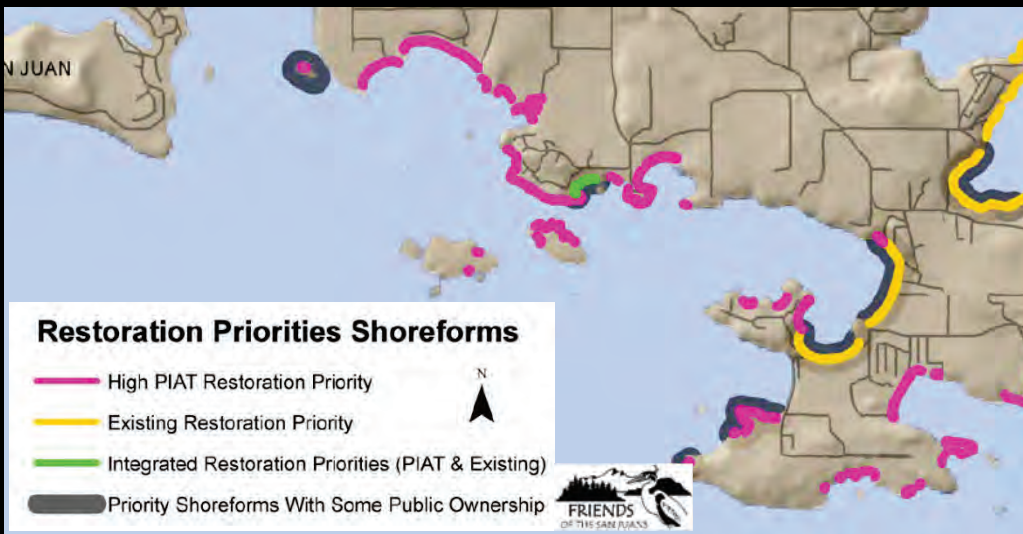 N JUAN
Restoration Priorities Shoreforms
High PIAT Restoration Priority
N
Existing Restoration Priority
Integrated Restoration Priorities (PIAT & Existing)
Priority Shoreforms With Some Public Ownership
FRIENDS
OF THE SAN JUANS